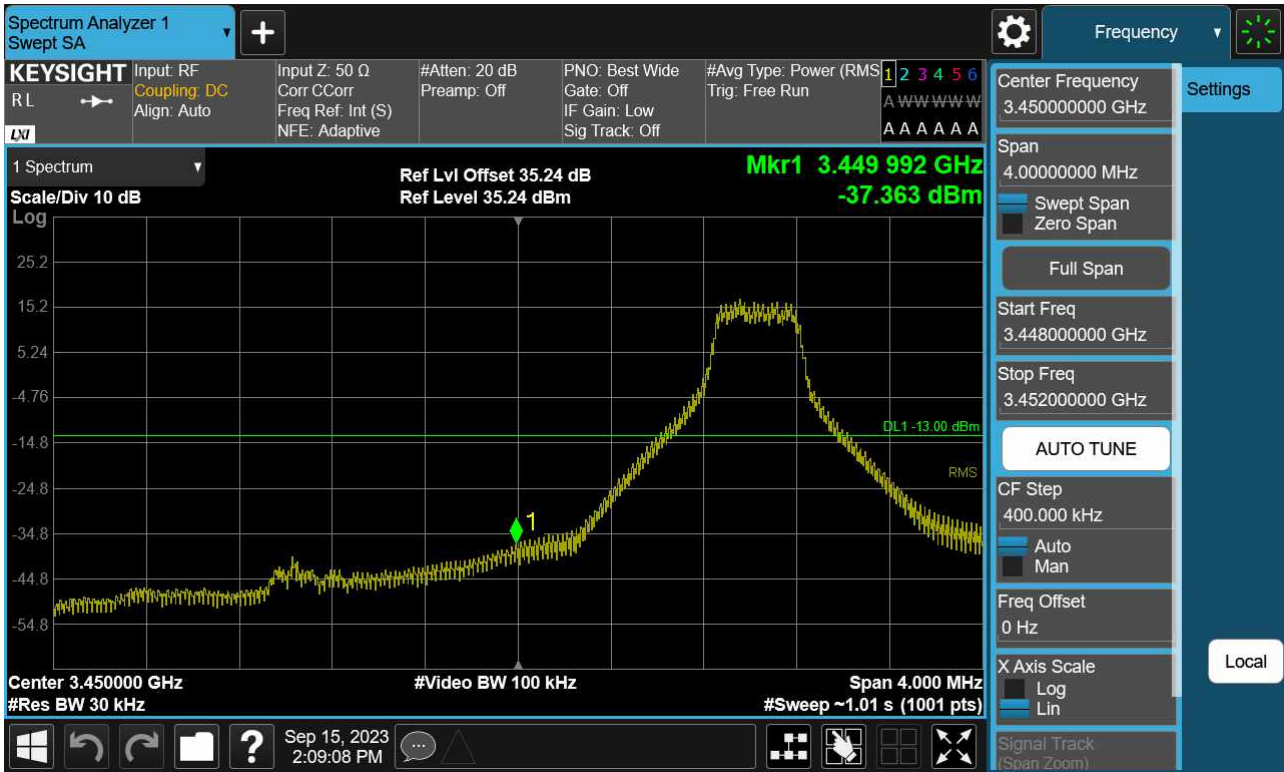 Spectrum Analyzer 1
Swept SA
+
Frequency
KEYSIGHT
R L
LXI
Input: RF
Coupling: DC
Align: Auto
Input Z: 50 Ω
Corr CCorr
Freq Ref: Int (S)
NFE: Adaptive
#Atten: 20 dB
Preamp: Off
PNO: Best Wide
Gate: Off
IF Gain: Low
Sig Track: Off
#Avg Type: Power (RMS
Trig: Free Run
1 2 3 4 5 6
A W W W W W
A A A A A A
1 Spectrum
Scale/Div 10 dB
Log
Ref Lvl Offset 35.24 dB
Ref Level 35.24 dBm
Mkr1 3.449 992 GHz
-37.363 dBm
25.2
15.2
5.24
-4.76
-14.8
-24.8
-34.8
-44.8
-54.8
DL1 -13.00 dBm
RMS
1
Center 3.450000 GHz
#Res BW 30 kHz
#Video BW 100 kHz
Span 4.000 MHz
#Sweep ~1.01 s (1001 pts)
Center Frequency
3.450000000 GHz
Span
4.00000000 MHz
Swept Span
Zero Span
Full Span
Start Freq
3.448000000 GHz
Stop Freq
3.452000000 GHz
AUTO TUNE
CF Step
400.000 kHz
Auto
Man
Freq Offset
0 Hz
X Axis Scale
Log
Lin
Signal Track
(Span Zoom)
Settings
Local
?
Sep 15, 2023
2:09:08 PM